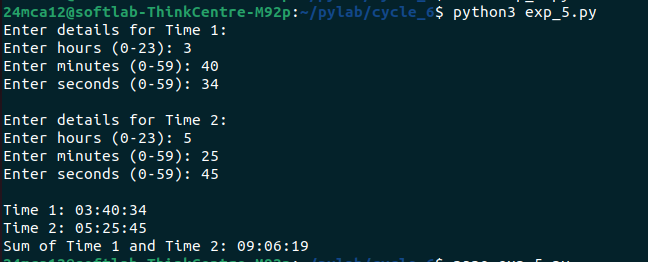 24mca12@softlab-ThinkCentre-M92p:~/pylab/cycle_6$ python3 exp_5.py
Enter details for Time 1:
Enter hours (0-23): 3
Enter minutes (0-59): 40
Enter seconds (0-59): 34
Enter details for Time 2:
Enter hours (0-23): 5
Enter minutes (0-59): 25
Enter seconds (0-59): 45
Time 1: 03:40:34
Time 2: 05:25:45
Sum of Time 1 and Time 2: 09:06:19